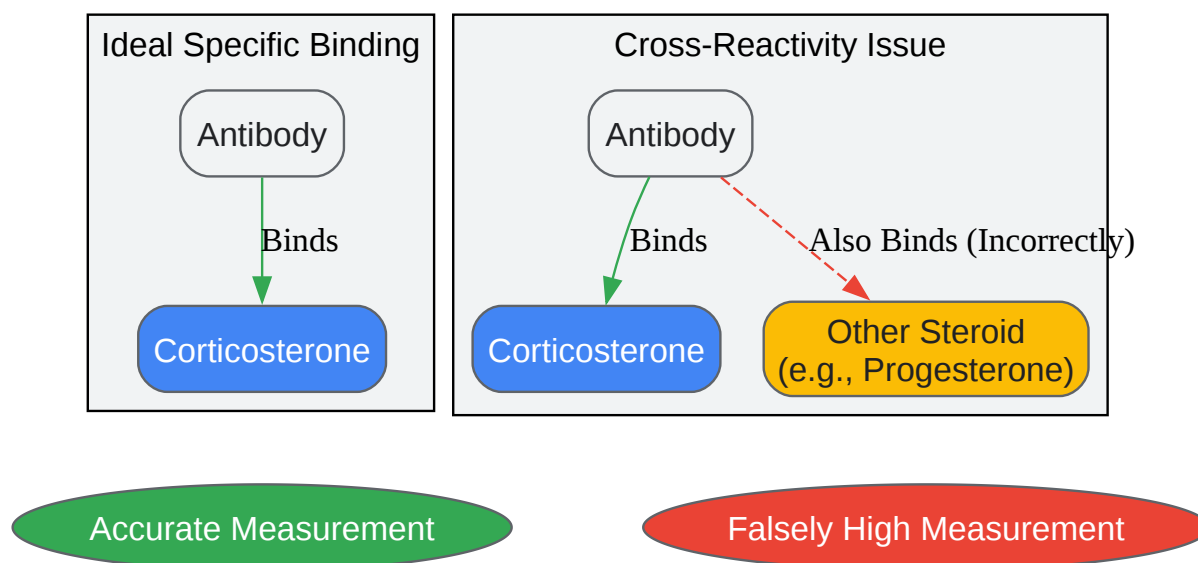 Ideal Specific Binding
Antibody
Binds
Corticosterone
Cross-Reactivity Issue
Antibody
Binds
Also Binds (Incorrectly)
Corticosterone
Other Steroid
(e.g., Progesterone)
Accurate Measurement
Falsely High Measurement